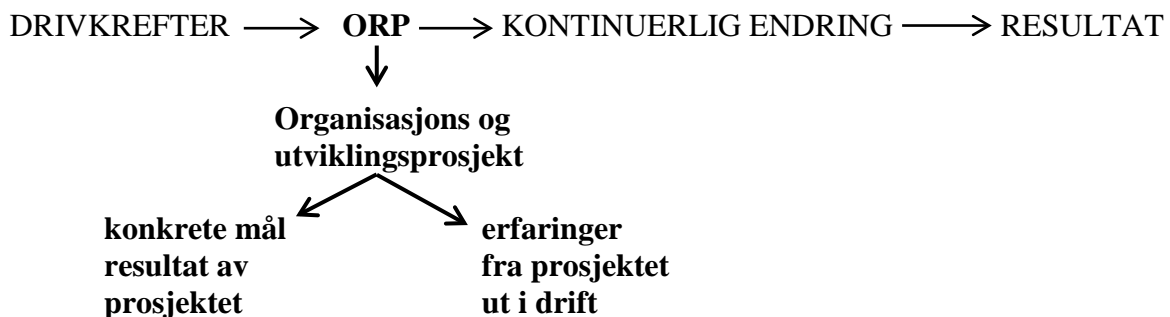 DRIVKREFTER ORP KONTINUERLIG ENDRING RESULTAT
Organisasjons og
utviklingsprosjekt
konkrete mål
resultat av
prosjektet
erfaringer
fra prosjektet
ut i drift